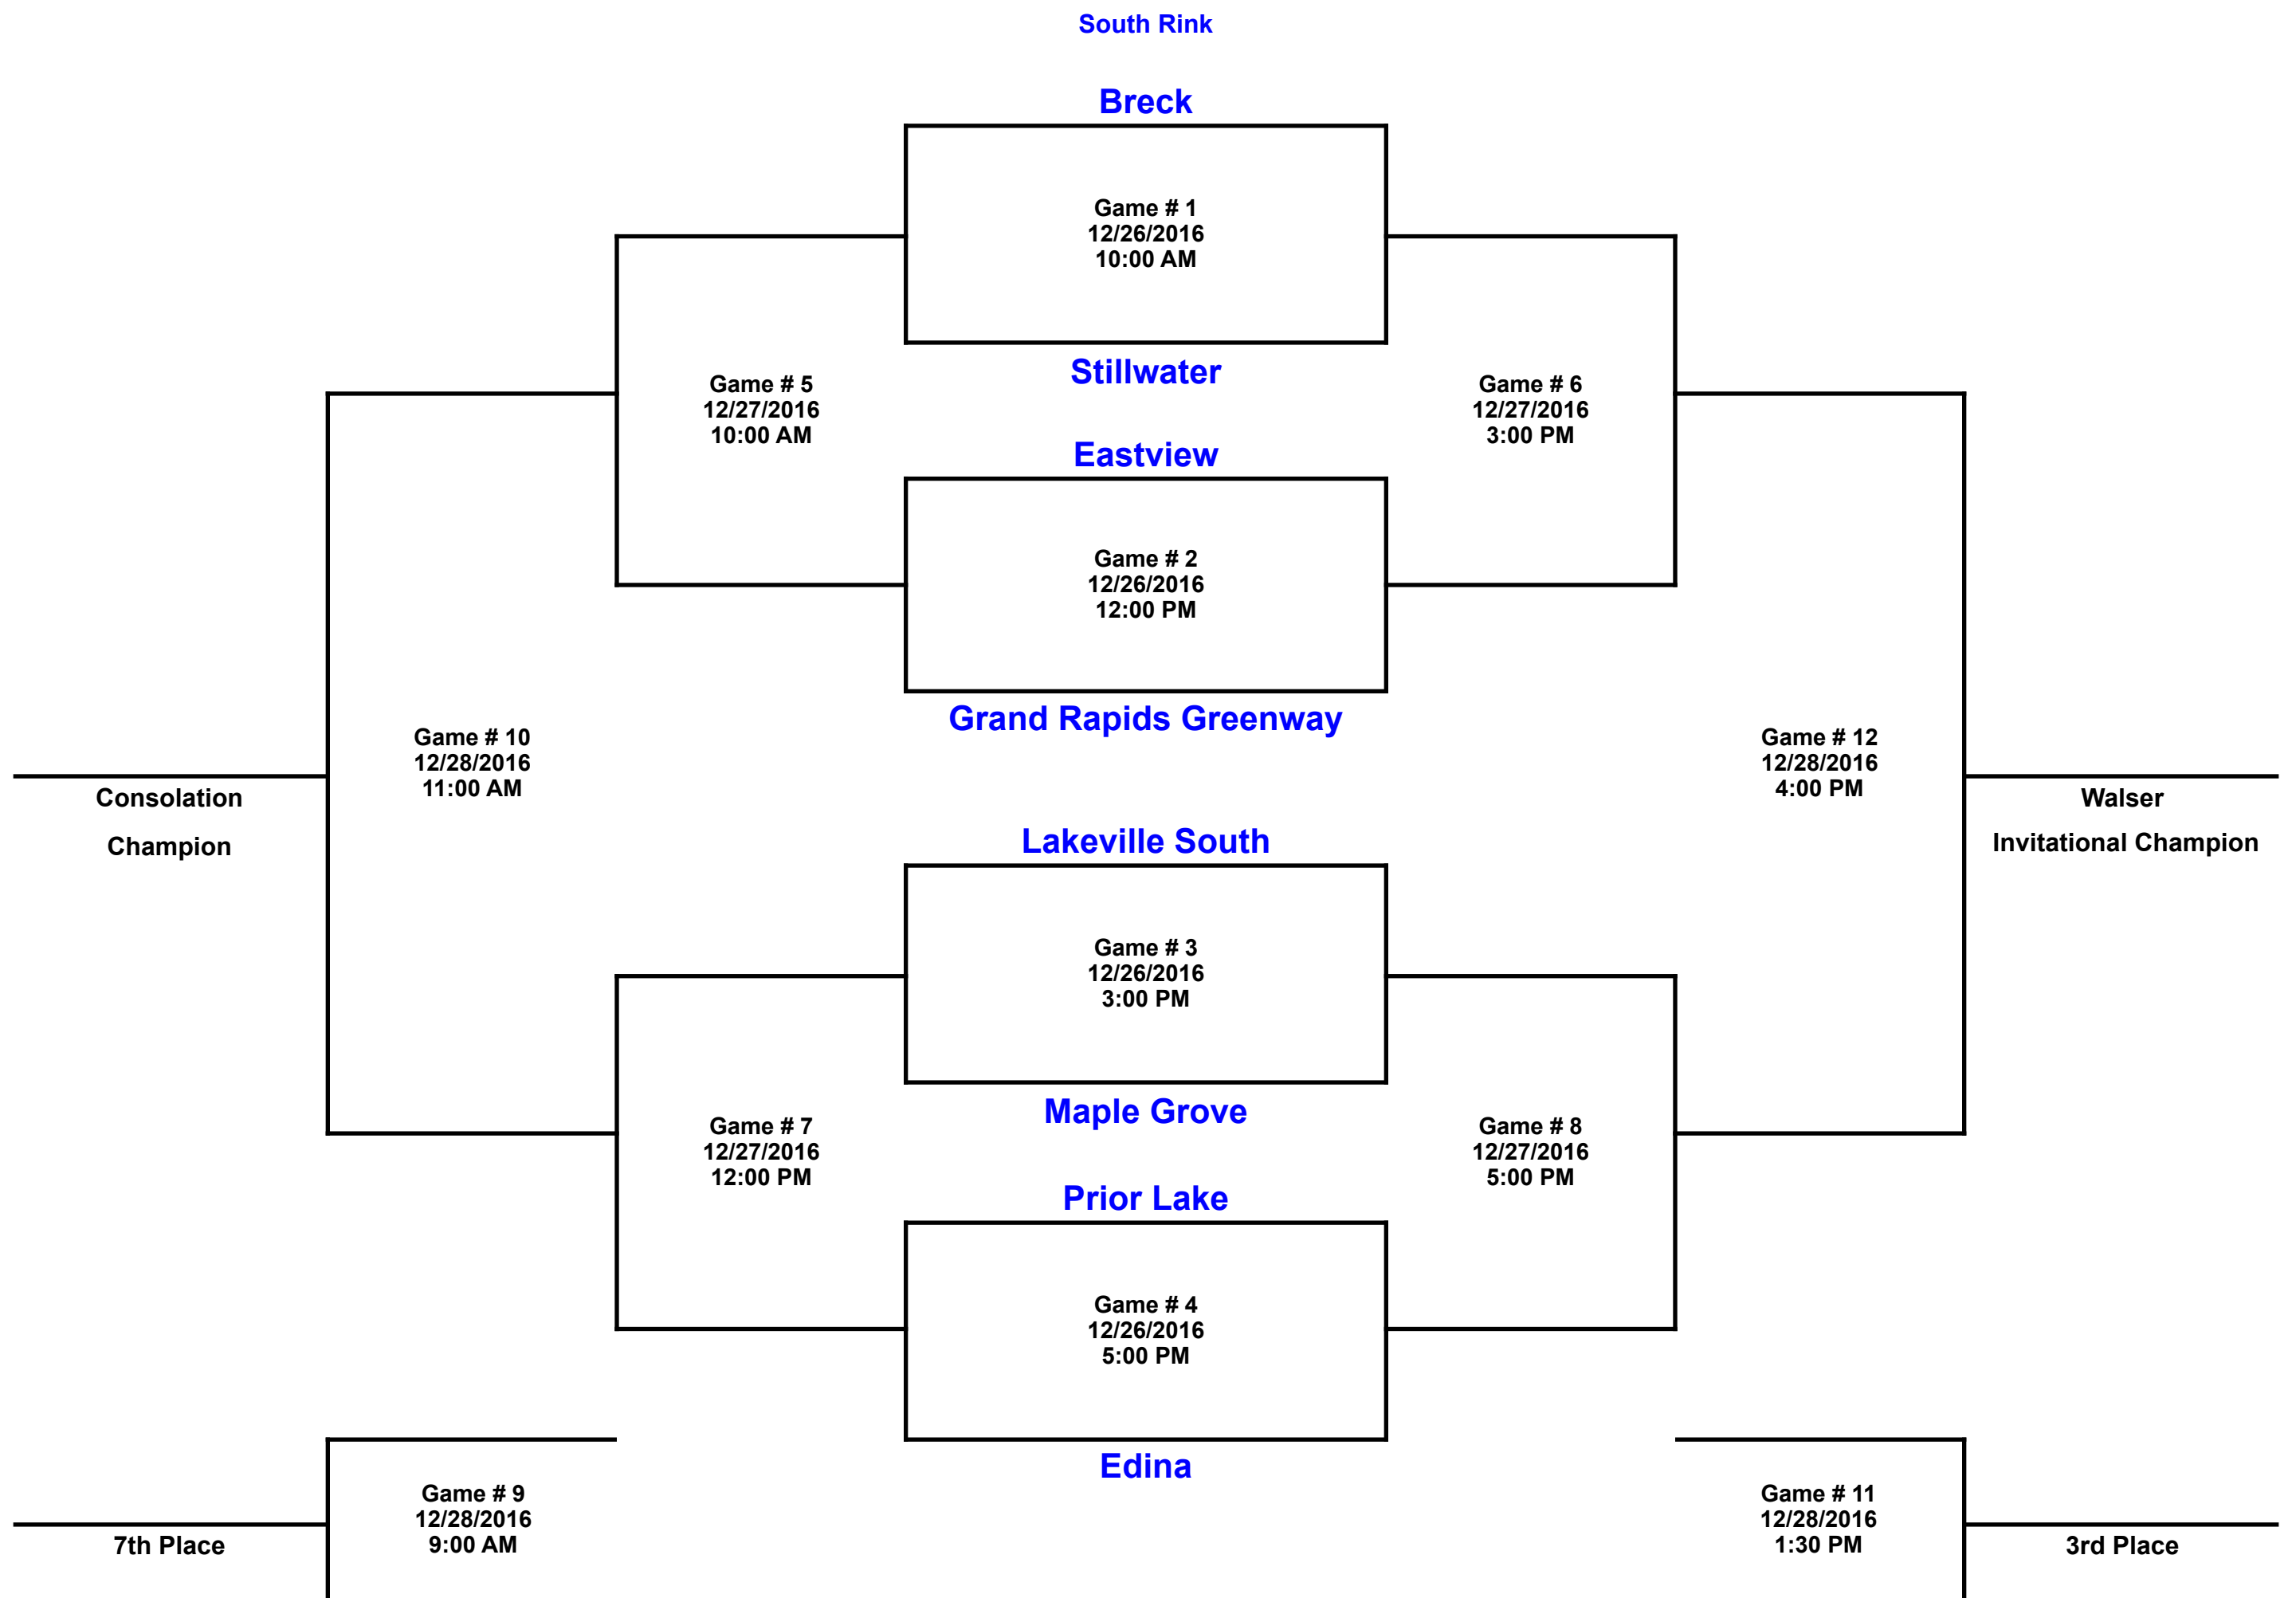 South Rink
Breck
Game # 1
12/26/2016
10:00 AM
Stillwater
Game # 5
12/27/2016
10:00 AM
Game # 6
12/27/2016
3:00 PM
Eastview
Game # 2
12/26/2016
12:00 PM
Grand Rapids Greenway
Game # 10
12/28/2016
11:00 AM
Game # 12
12/28/2016
4:00 PM
Consolation
Champion
Walser
Invitational Champion
Lakeville South
Game # 3
12/26/2016
3:00 PM
Maple Grove
Game # 7
12/27/2016
12:00 PM
Game # 8
12/27/2016
5:00 PM
Prior Lake
Game # 4
12/26/2016
5:00 PM
Edina
Game # 9
12/28/2016
9:00 AM
7th Place
Game # 11
12/28/2016
1:30 PM
3rd Place